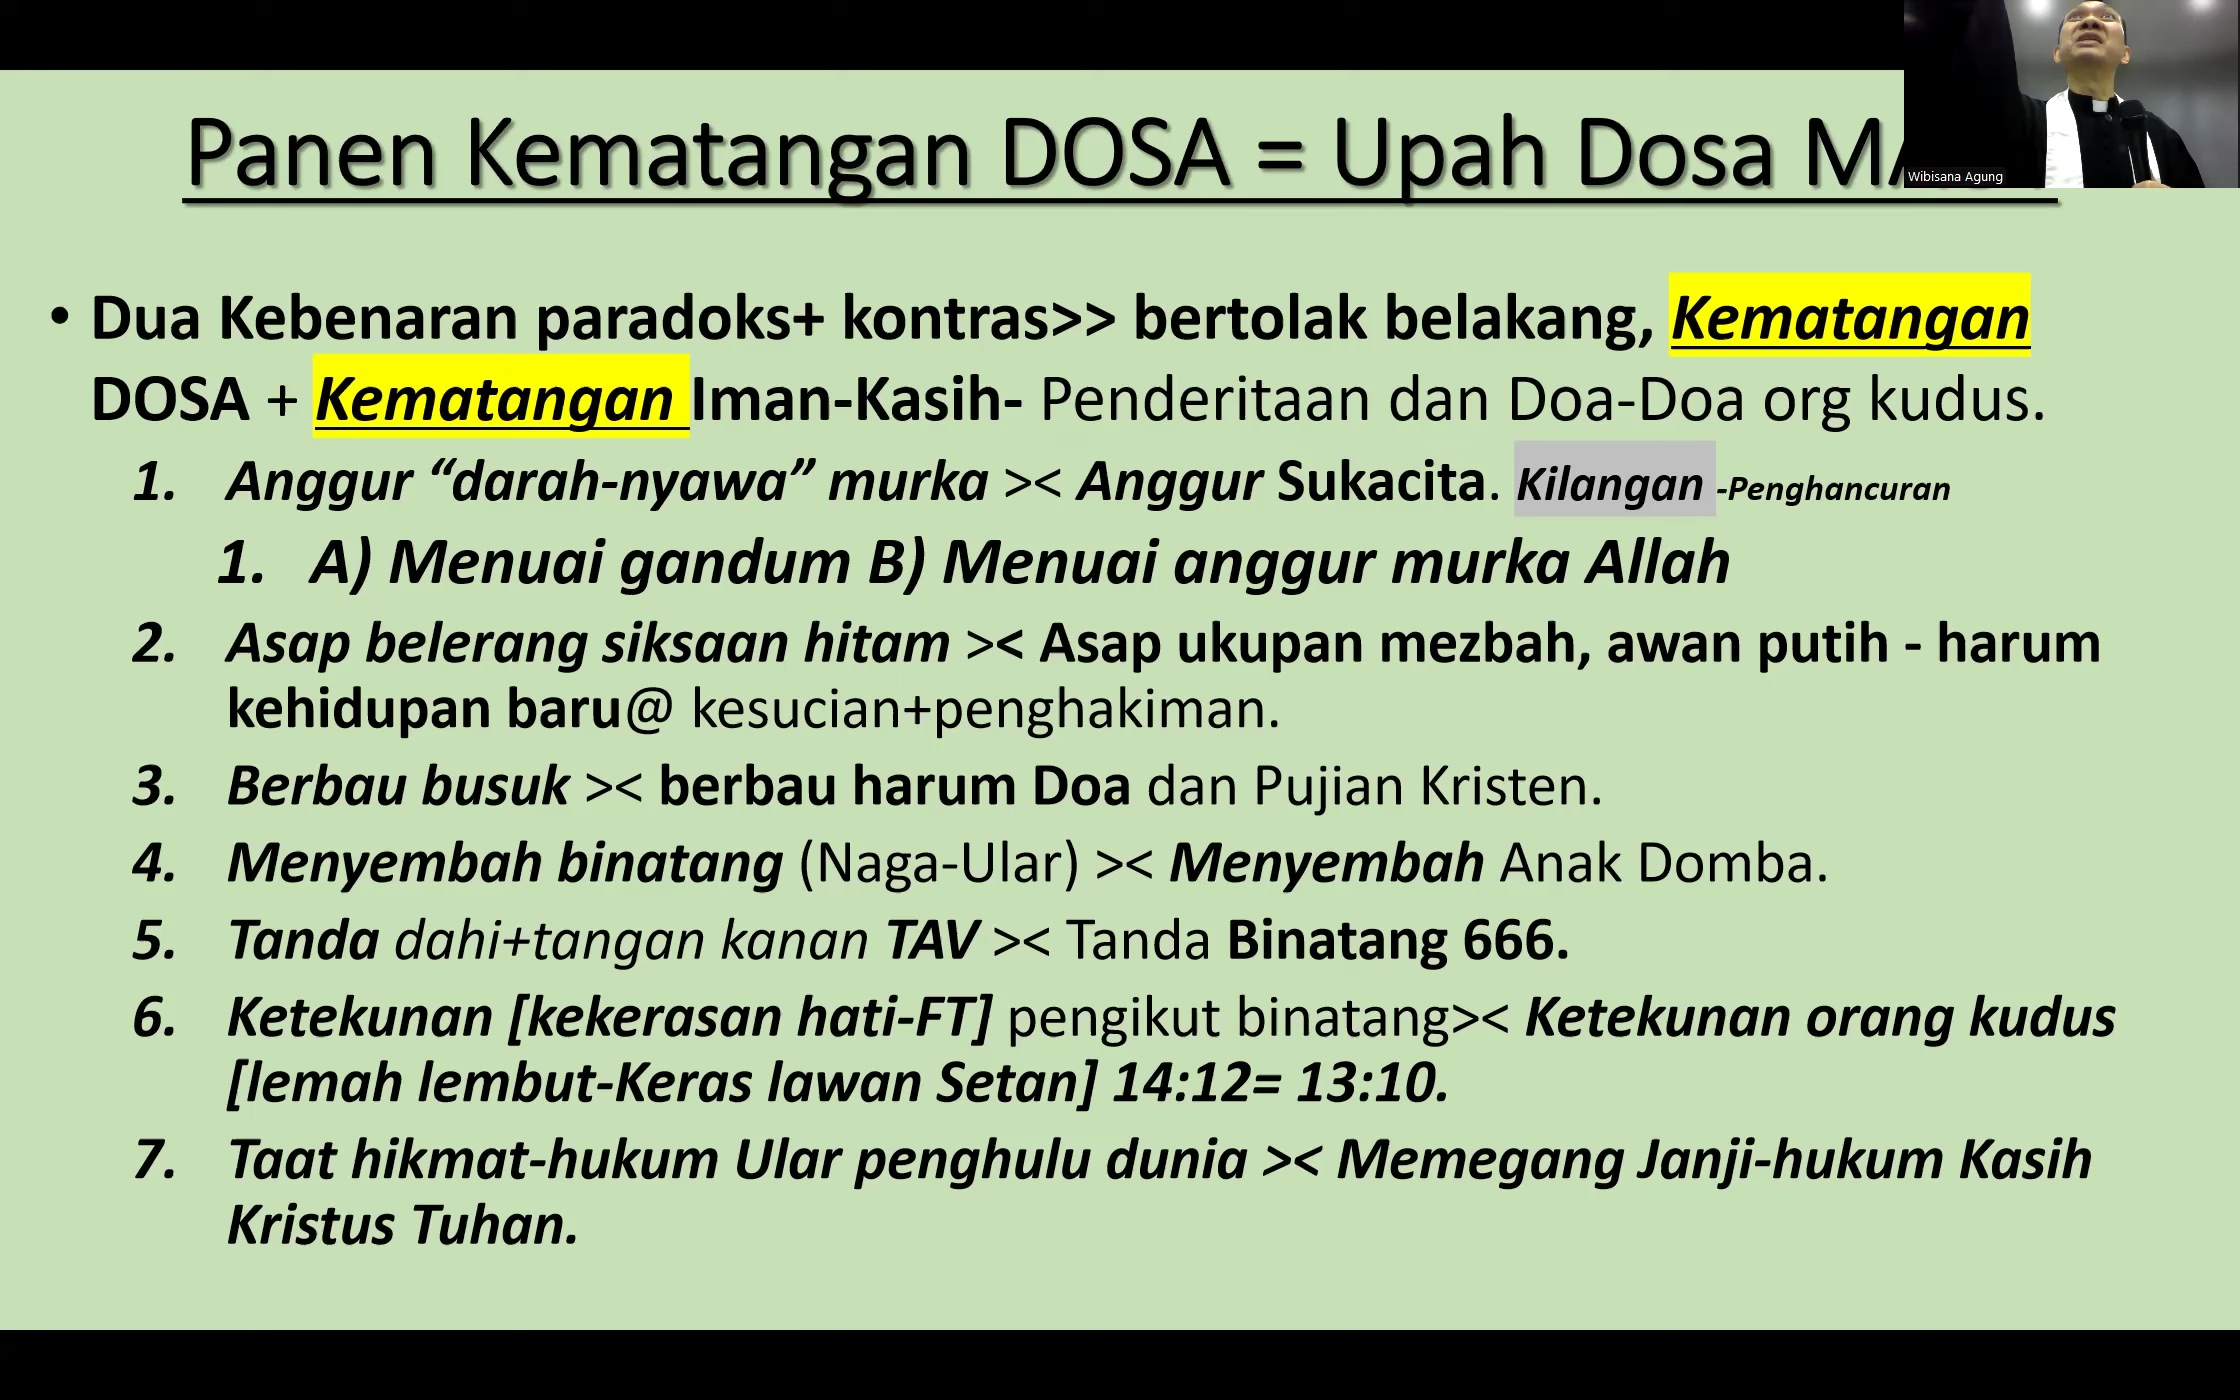 Panen Kematangan DOSA = Upah Dosa
Wibisana Agung
• Dua Kebenaran paradoks+ kontras>> bertolak belakang, Kematangan
DOSA + Kematangan Iman-Kasih- Penderitaan dan Doa-Doa org kudus.
1. Anggur “darah-nyawa” murka >< Anggur Sukacita. Kilangan -Penghancuran
1. A) Menuai gandum B) Menuai anggur murka Allah
2. Asap belerang siksaan hitam >< Asap ukupan mezbah, awan putih - harum
kehidupan baru@ kesucian+penghakiman.
3. Berbau busuk >< berbau harum Doa dan Pujian Kristen.
4. Menyembah binatang (Naga-Ular) >< Menyembah Anak Domba.
5. Tanda dahi+tangan kanan TAV >< Tanda Binatang 666.
6. Ketekunan [kekerasan hati-FT] pengikut binatang>< Ketekunan orang kudus
[lemah lembut-Keras lawan Setan] 14:12= 13:10.
7. Taat hikmat-hukum Ular penghulu dunia >< Memegang Janji-hukum Kasih
Kristus Tuhan.